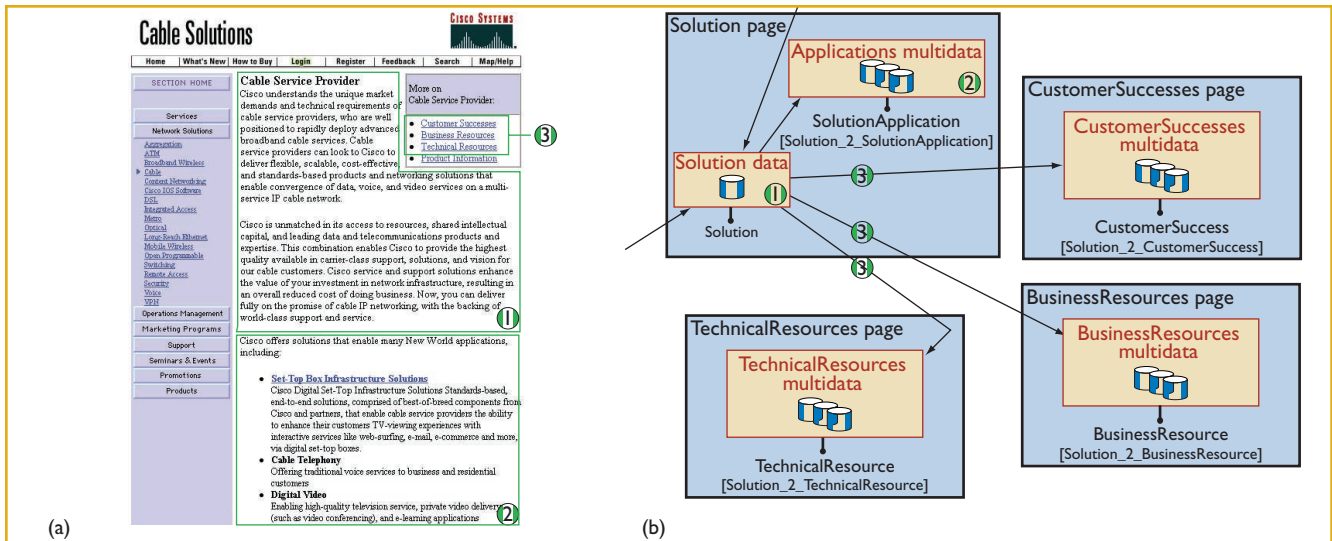 Cable Solutions
CISCO SYSTEMS
Home | What's New | How to Buy | Login | Register | Feedback | Search | Map/Help
SECTION HOME
Services
Network Solutions
Aggregation
ATM
Broadband Wireless
Cable
Content Networking
Cisco IOS Software
DSL
Integrated Access
Metro
Optical
Long-Reach Ethernet
Mobile Wireless
Open Programmable
Switching
Remote Access
Security
Voice
VPN
Operations Management
Marketing Programs
Support
Seminars & Events
Promotions
Products
Cable Service Provider
Cisco understands the unique market
demands and technical requirements of
cable service providers, who are well
positioned to rapidly deploy advanced
broadband cable services. Cable
service providers can look to Cisco to
deliver flexible, scalable, cost-effective,
and standards-based products and networking solutions that
enable convergence of data, voice, and video services on a multi-
service IP cable network.
Cisco is unmatched in its access to resources, shared intellectual
capital, and leading data and telecommunications products and
expertise. This combination enables Cisco to provide the highest
quality available in carrier-class support, solutions, and vision for
our cable customers. Cisco service and support solutions enhance
the value of your investment in network infrastructure, resulting in
an overall reduced cost of doing business. Now, you can deliver
fully on the promise of cable IP networking, with the backing of
world-class support and service.
1
More on
Cable Service Provider:
• Customer Successes
• Business Resources
• Technical Resources
• Product Information
3
Cisco offers solutions that enable many New World applications,
including:
• Set-Top Box Infrastructure Solutions
Cisco Digital Set-Top Infrastructure Solutions Standards-based,
end-to-end solutions, comprised of best-of-breed components from
Cisco and partners, that enable cable service providers the ability
to enhance their customers TV-viewing experiences with
interactive services like web-surfing, e-mail, e-commerce and more,
via digital set-top boxes.
• Cable Telephony
Offering traditional voice services to business and residential
customers
• Digital Video
Enabling high-quality television service, private video delivery
(such as video conferencing), and e-learning applications
2
(a)
Solution page
Applications multidata
2
SolutionApplication
[Solution_2_SolutionApplication]
Solution data
1
Solution
3
3
3
CustomerSuccesses page
CustomerSuccesses
multidata
CustomerSuccess
[Solution_2_CustomerSuccess]
BusinessResources page
BusinessResources
multidata
BusinessResource
[Solution_2_BusinessResource]
TechnicalResources page
TechnicalResources
multidata
TechnicalResource
[Solution_2_TechnicalResource]
(b)